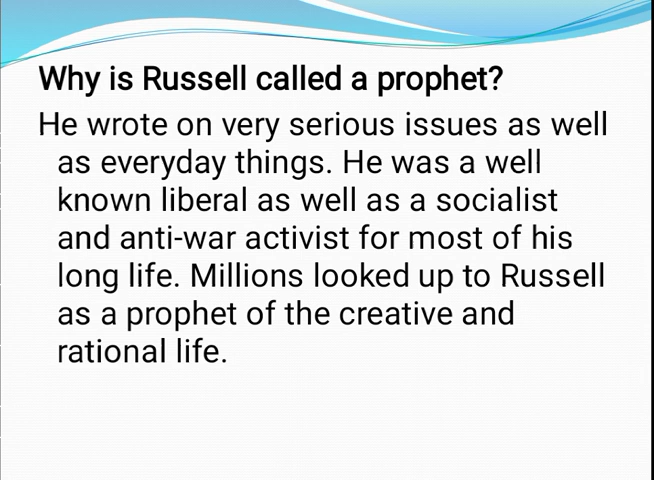 Why is Russell called a prophet?
He wrote on very serious issues as well
as everyday things. He was a well
known liberal as well as a socialist
and anti-war activist for most of his
long life. Millions looked up to Russell
as a prophet of the creative and
rational life.